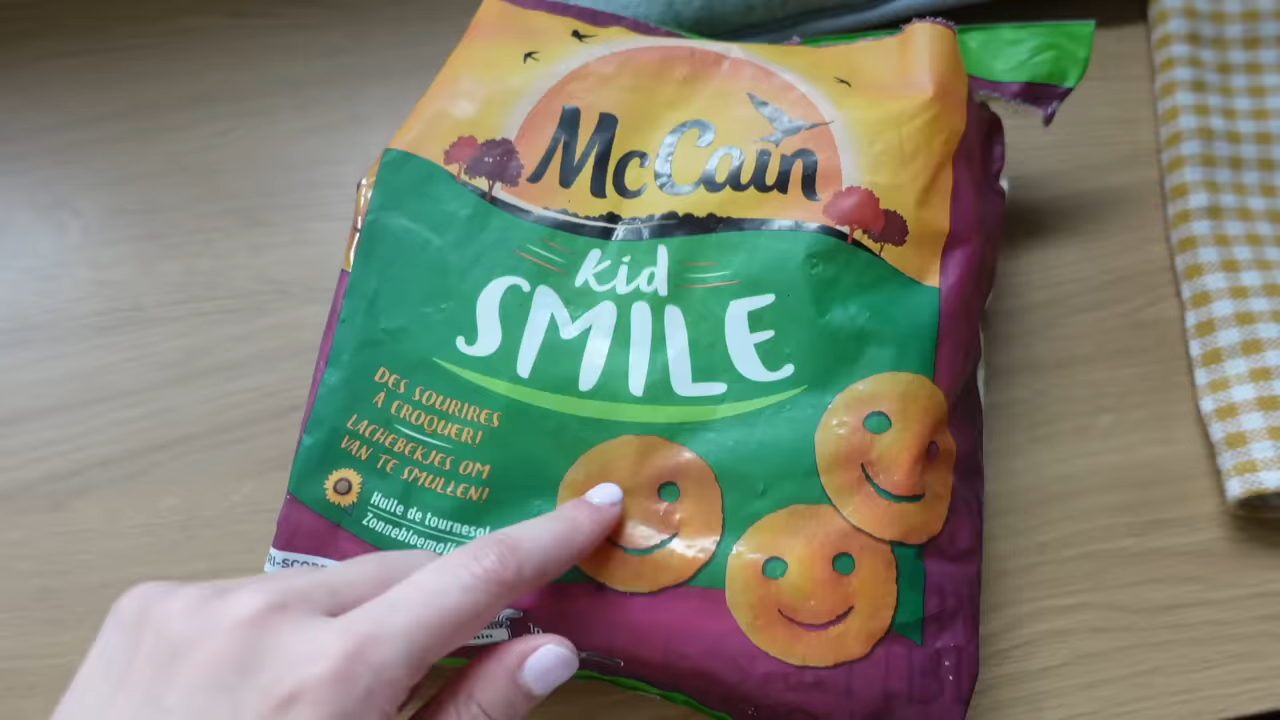 McCain
kid
SMILE
DES SOURIRES
À CROQUER!
LACHEBEKJES OM
VAN TE SMULLEN!
Huile de tournesol